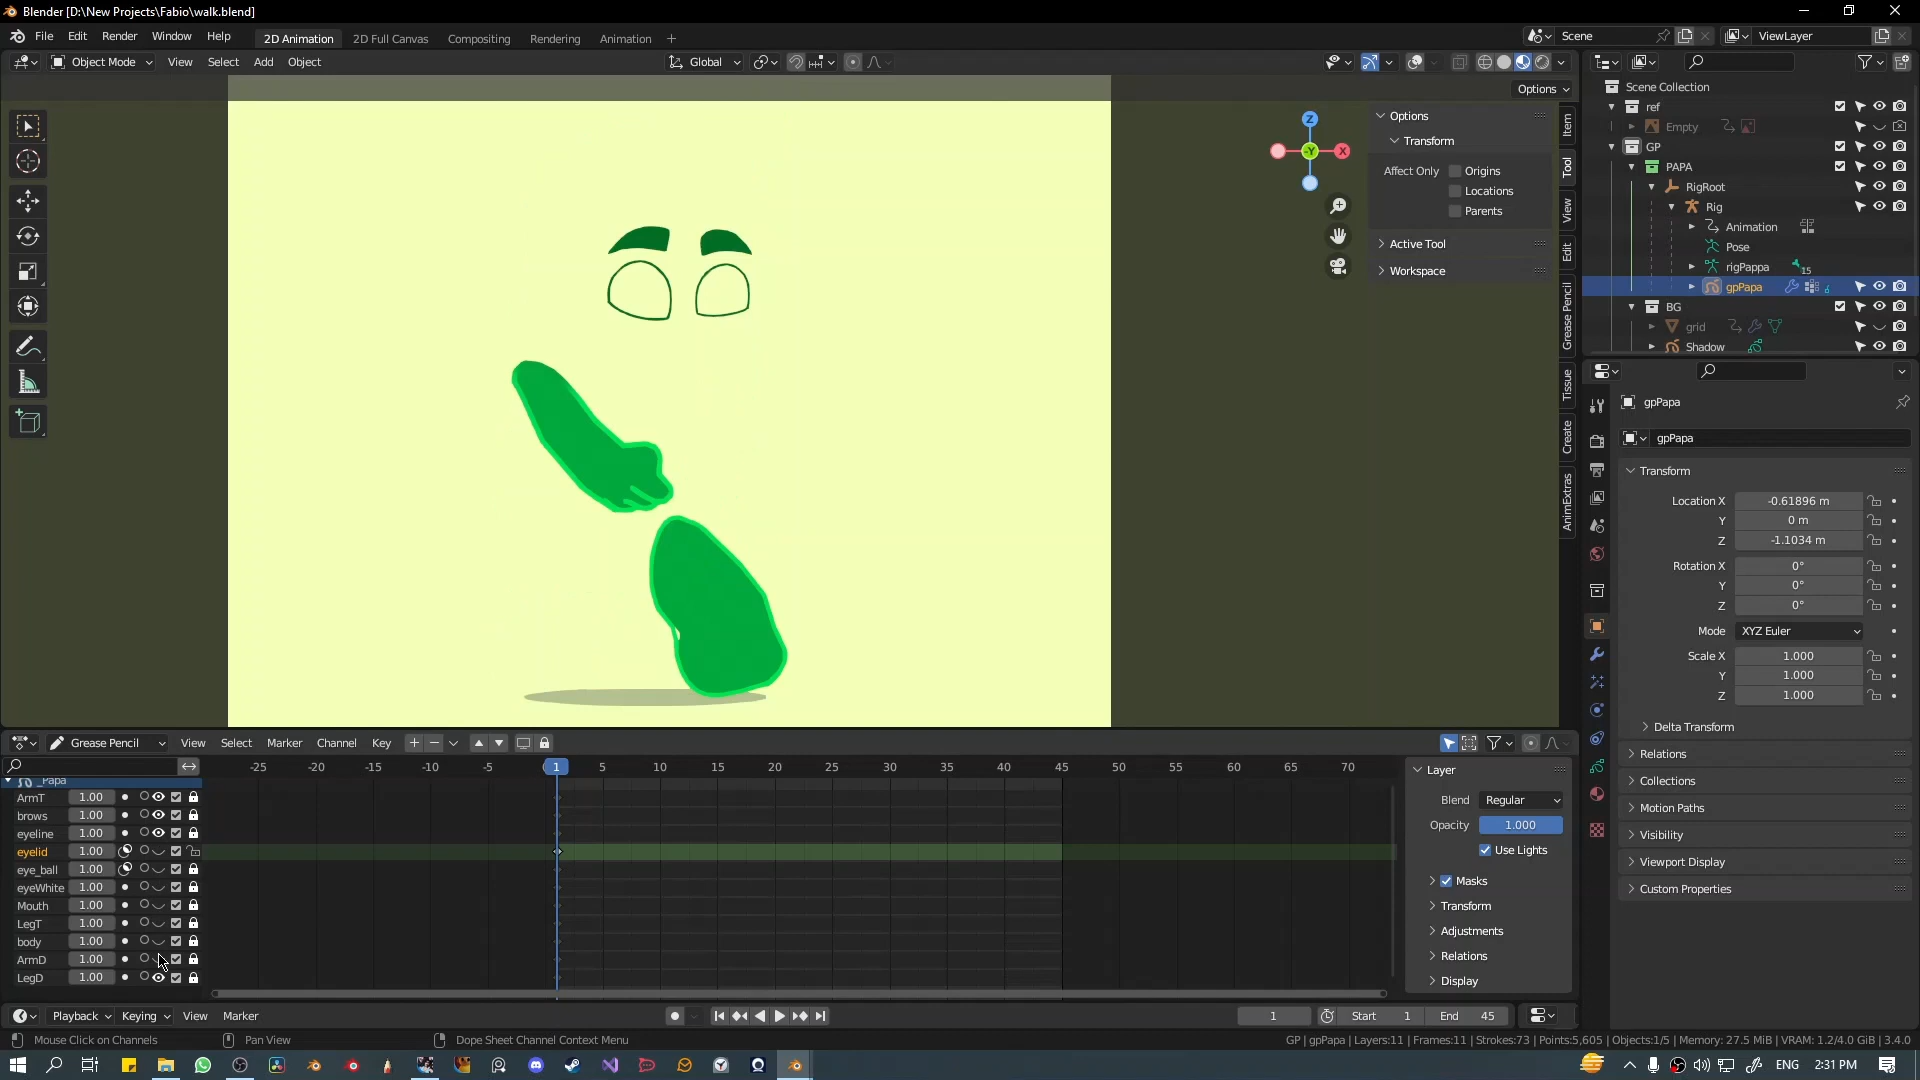 Blender [D:\New Projects\Fabio\walk.blend]
File Edit Render Window Help 2D Animation 2D Full Canvas Compositing Rendering Animation + Scene ViewLayer
Object Mode View Select Add Object Global
Options
Options
Transform
Affect Only Origins
Locations
Parents
Active Tool
Workspace
Z
-Y
X
Item
Tool
View
Edit
Grease Pencil
Tissue
Create
AnimExtras
Scene Collection
ref
Empty
GP
PAPA
RigRoot
Rig
Animation
Pose
rigPappa 15
gpPapa
BG
grid
Shadow
gpPapa
gpPapa
Transform
Location X -0.61896 m
Y 0 m
Z -1.1034 m
Rotation X 0°
Y 0°
Z 0°
Mode XYZ Euler
Scale X 1.000
Y 1.000
Z 1.000
Delta Transform
Relations
Collections
Motion Paths
Visibility
Viewport Display
Custom Properties
Grease Pencil View Select Marker Channel Key
-25 -20 -15 -10 -5 1 5 10 15 20 25 30 35 40 45 50 55 60 65 70
_Papa
ArmT 1.00
brows 1.00
eyeline 1.00
eyelid 1.00
eye_ball 1.00
eyeWhite 1.00
Mouth 1.00
LegT 1.00
body 1.00
ArmD 1.00
LegD 1.00
Layer
Blend Regular
Opacity 1.000
Use Lights
Masks
Transform
Adjustments
Relations
Display
Playback Keying View Marker 1 Start 1 End 45
Mouse Click on Channels Pan View Dope Sheet Channel Context Menu GP | gpPapa | Layers:11 | Frames:11 | Strokes:73 | Points:5,605 | Objects:1/5 | Memory: 27.5 MiB | VRAM: 1.2/4.0 GiB | 3.4.0
ENG 2:31 PM